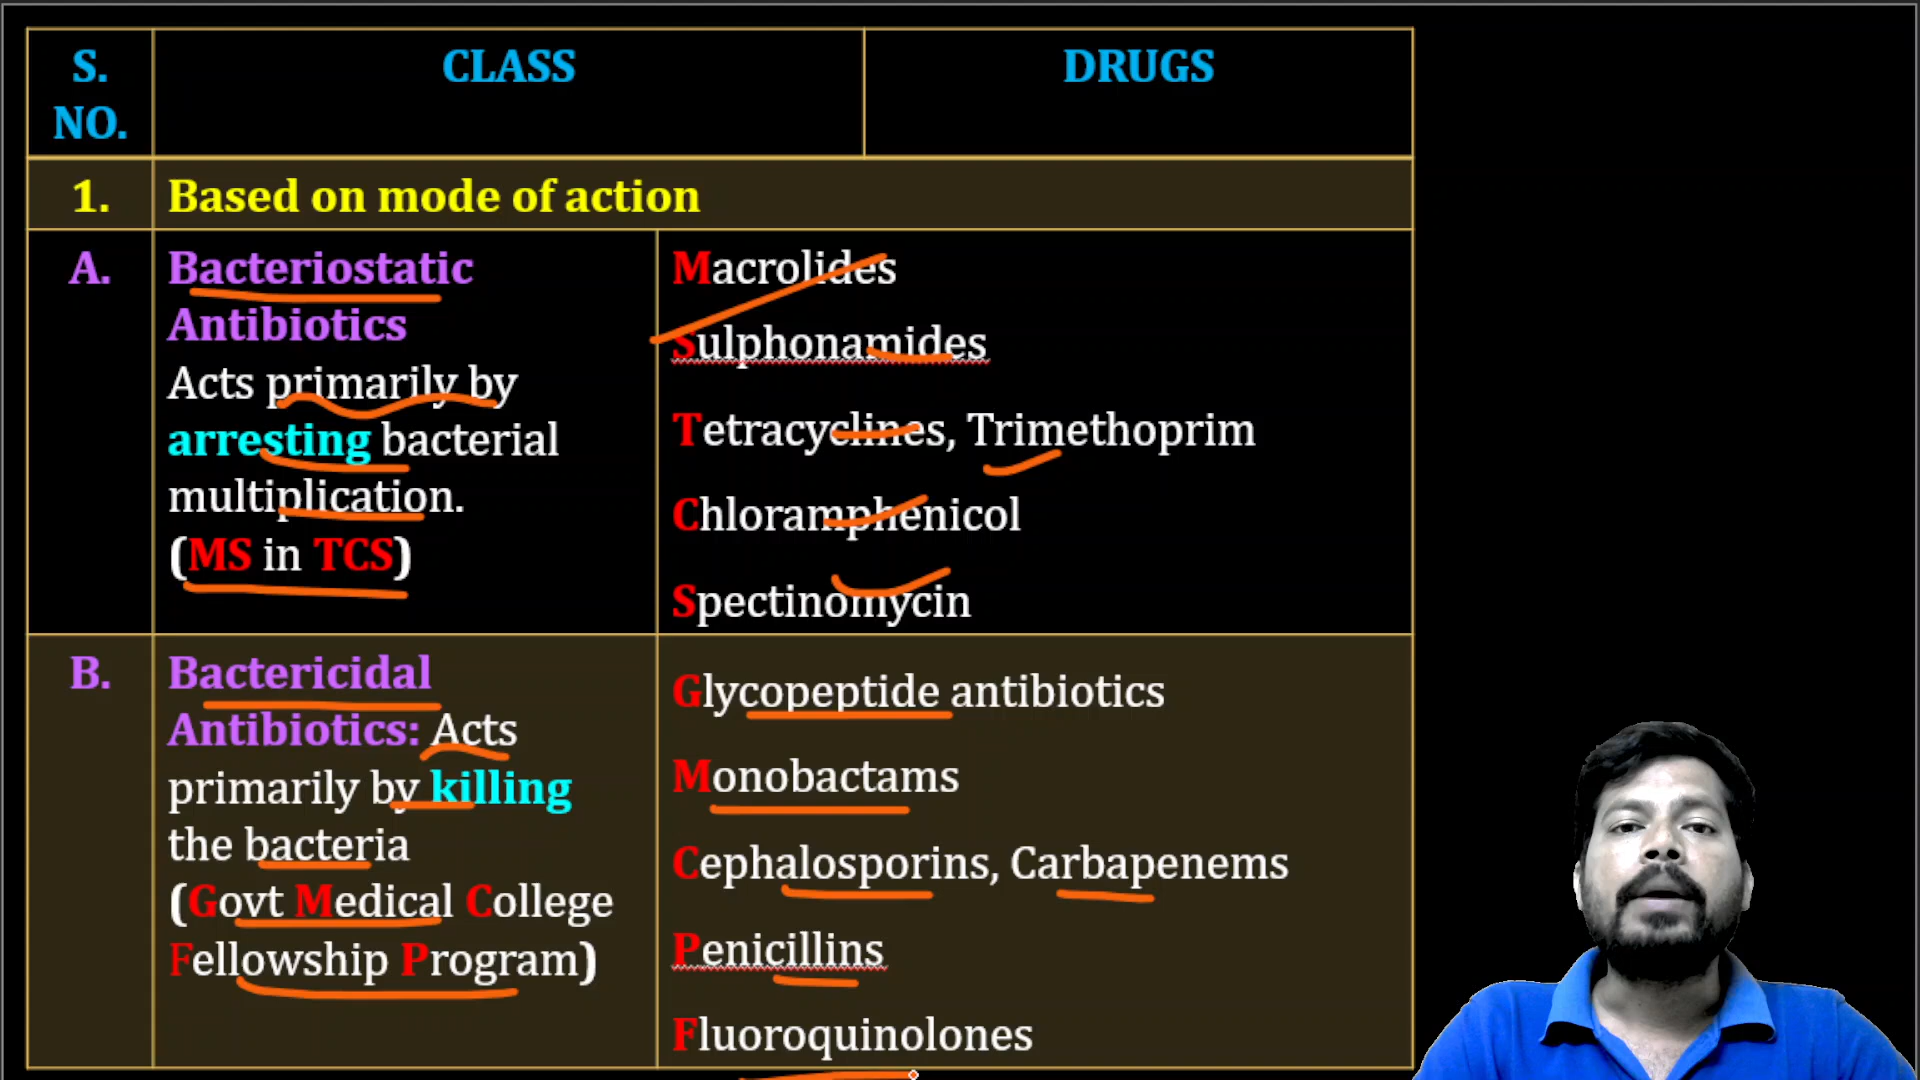 S. NO.
CLASS
DRUGS
1.
Based on mode of action
A.
Bacteriostatic
Antibiotics
Acts primarily by
arresting bacterial
multiplication.
(MS in TCS)
Macrolides
Sulphonamides
Tetracyclines, Trimethoprim
Chloramphenicol
Spectinomycin
B.
Bactericidal
Antibiotics: Acts
primarily by killing
the bacteria
(Govt Medical College
Fellowship Program)
Glycopeptide antibiotics
Monobactams
Cephalosporins, Carbapenems
Penicillins
Fluoroquinolones